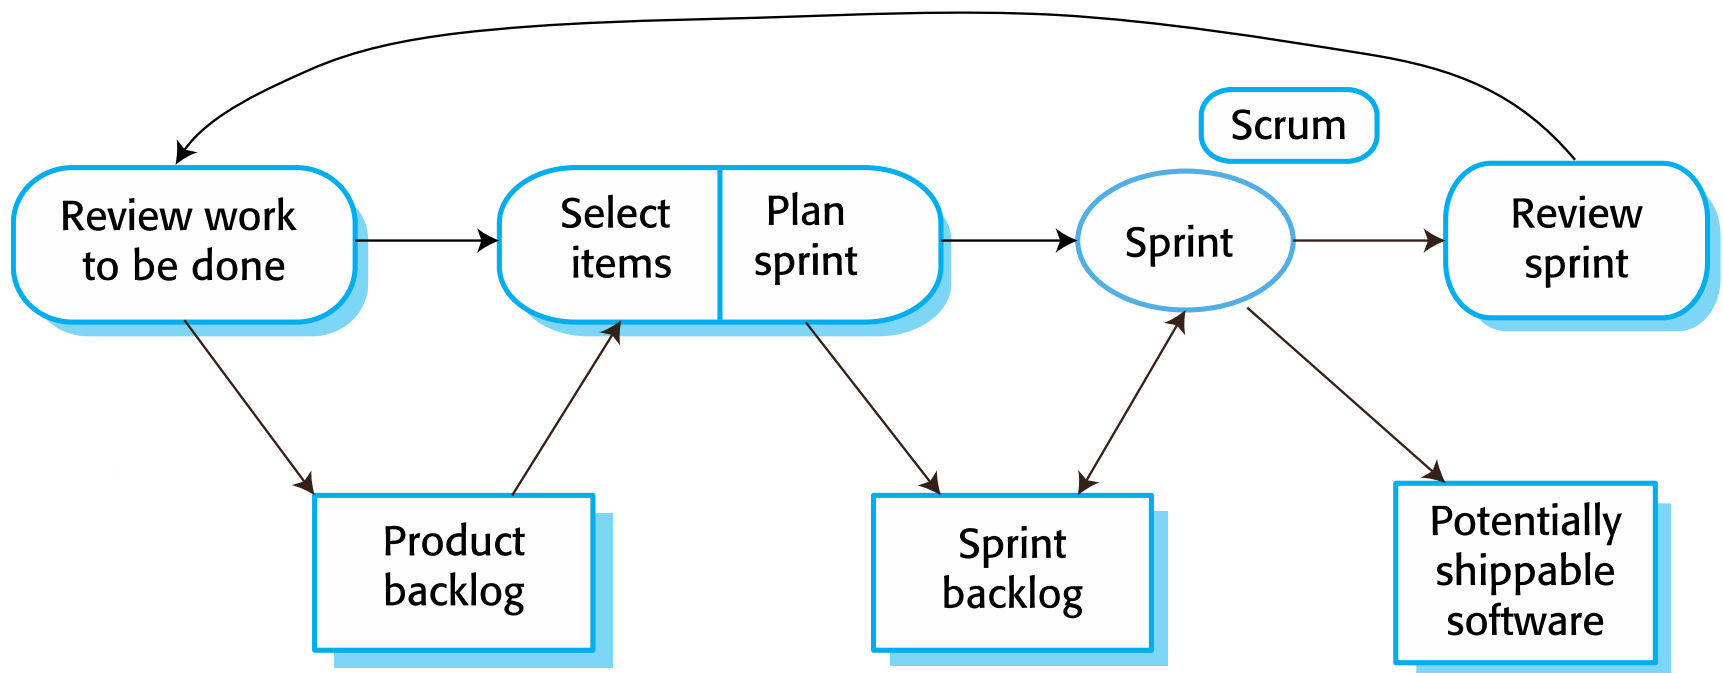 Scrum
Review work
to be done
Select
items
Plan
sprint
Sprint
Review
sprint
Product
backlog
Sprint
backlog
Potentially
shippable
software